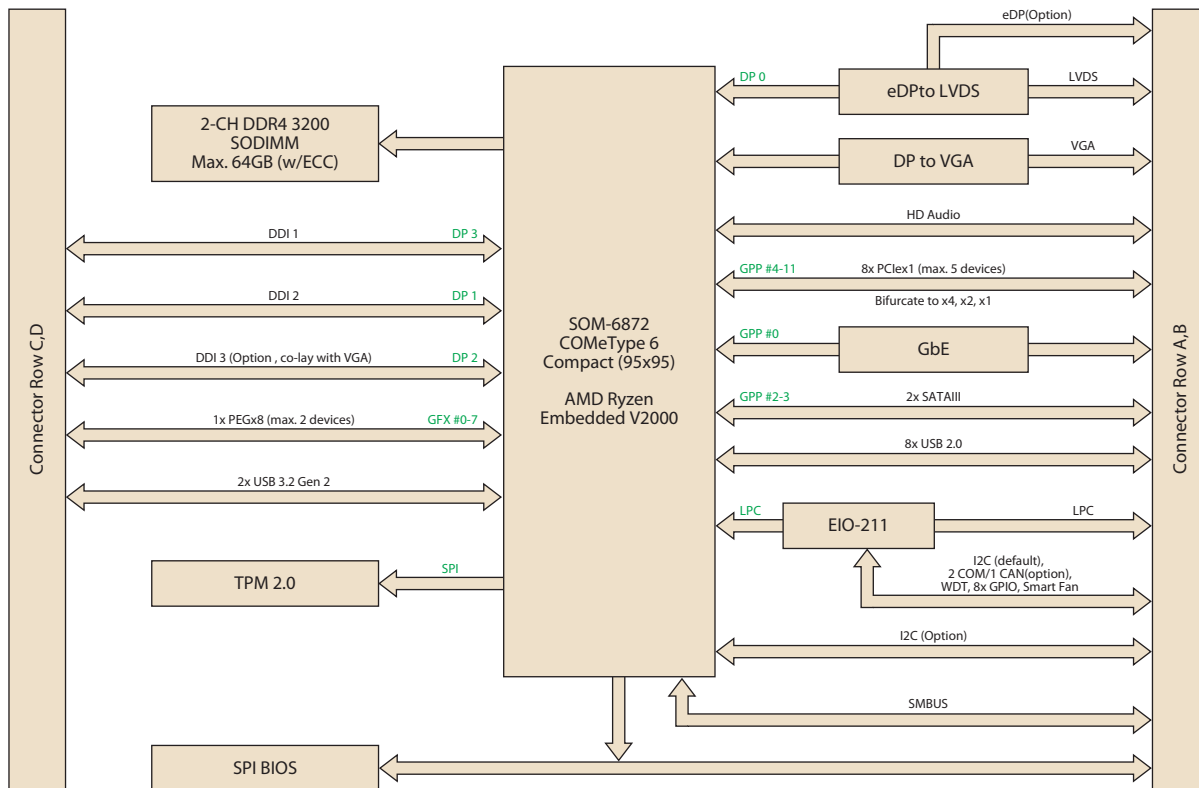 eDP(Option)
DP 0
eDPto LVDS
LVDS
2-CH DDR4 3200
SODIMM
Max. 64GB (w/ECC)
DP to VGA
VGA
HD Audio
DDI 1
DP 3
GPP #4-11
8x PCIex1 (max. 5 devices)
Bifurcate to x4, x2, x1
DDI 2
DP 1
SOM-6872
COMeType 6
Compact (95x95)
AMD Ryzen
Embedded V2000
GPP #0
GbE
DDI 3 (Option , co-lay with VGA)
DP 2
GPP #2-3
2x SATAIII
1x PEGx8 (max. 2 devices)
GFX #0-7
8x USB 2.0
2x USB 3.2 Gen 2
LPC
EIO-211
LPC
Connector Row C,D
Connector Row A,B
I2C (default),
2 COM/1 CAN(option),
WDT, 8x GPIO, Smart Fan
TPM 2.0
SPI
I2C (Option)
SMBUS
SPI BIOS